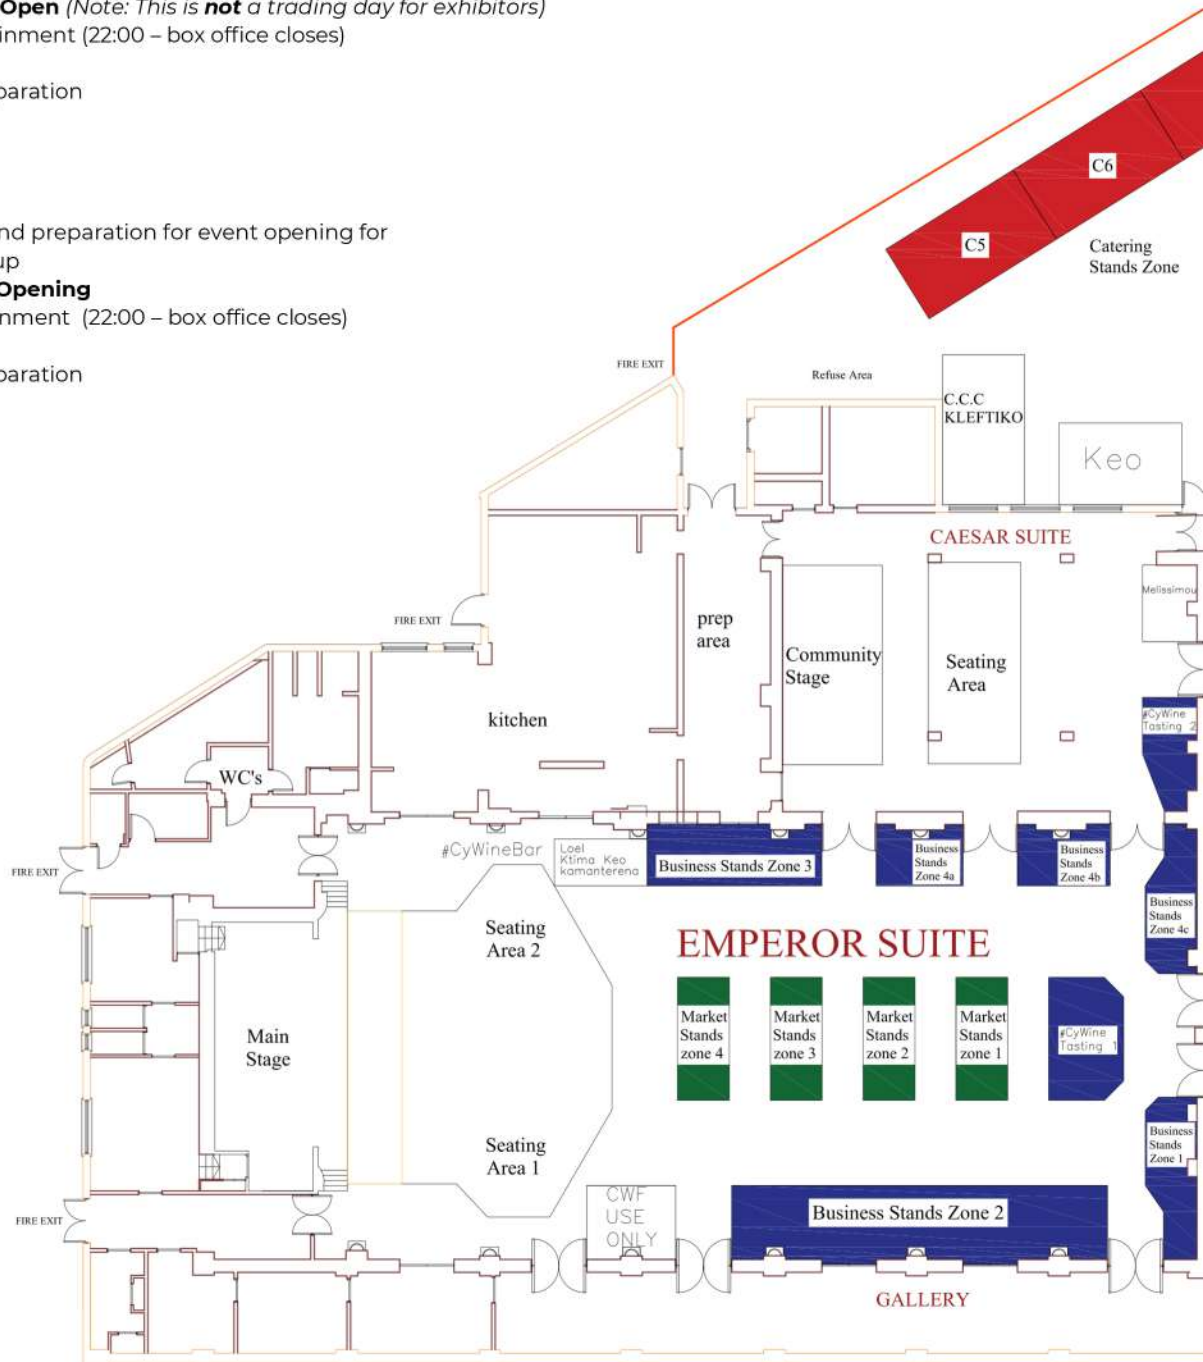 Open (Note: This is not a trading day for exhibitors)
inment (22:00 – box office closes)
paration
nd preparation for event opening for
up
Opening
nment (22:00 – box office closes)
paration
C6
C5
Catering
Stands Zone
FIRE EXIT
Refuse Area
C.C.C
KLEFTIKO
Keo
CAESAR SUITE
Melissimou
FIRE EXIT
prep
area
Community
Stage
Seating
Area
#CyWine
Tasting 2
kitchen
WC's
#CyWineBar
Loel
Ktima Keo
kamanterena
Business Stands Zone 3
Business
Stands
Zone 4a
Business
Stands
Zone 4b
Business
Stands
Zone 4c
FIRE EXIT
Seating
Area 2
EMPEROR SUITE
Main
Stage
Market
Stands
zone 4
Market
Stands
zone 3
Market
Stands
zone 2
Market
Stands
zone 1
#CyWine
Tasting 1
Seating
Area 1
Business
Stands
Zone 1
FIRE EXIT
CWF
USE
ONLY
Business Stands Zone 2
GALLERY